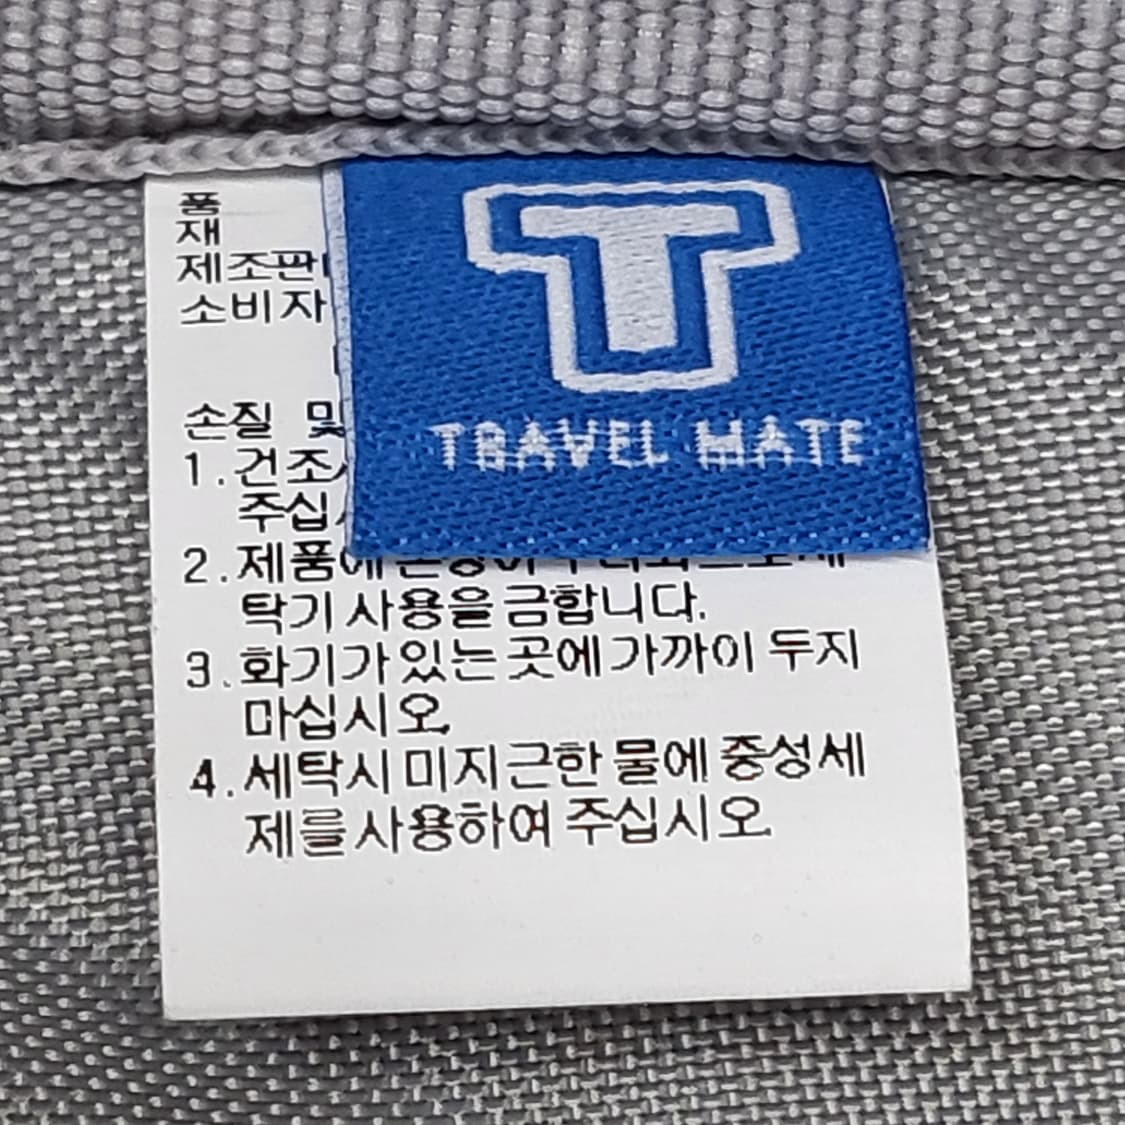 품
재
제조판
소비자
TRAVEL MATE
손질 및
1.건조
주십
2.제품에
탁기 사용을 금합니다.
3.화기가 있는 곳에 가까이 두지
마십시오.
4.세탁시 미지근한 물에 중성세
제를 사용하여 주십시오.